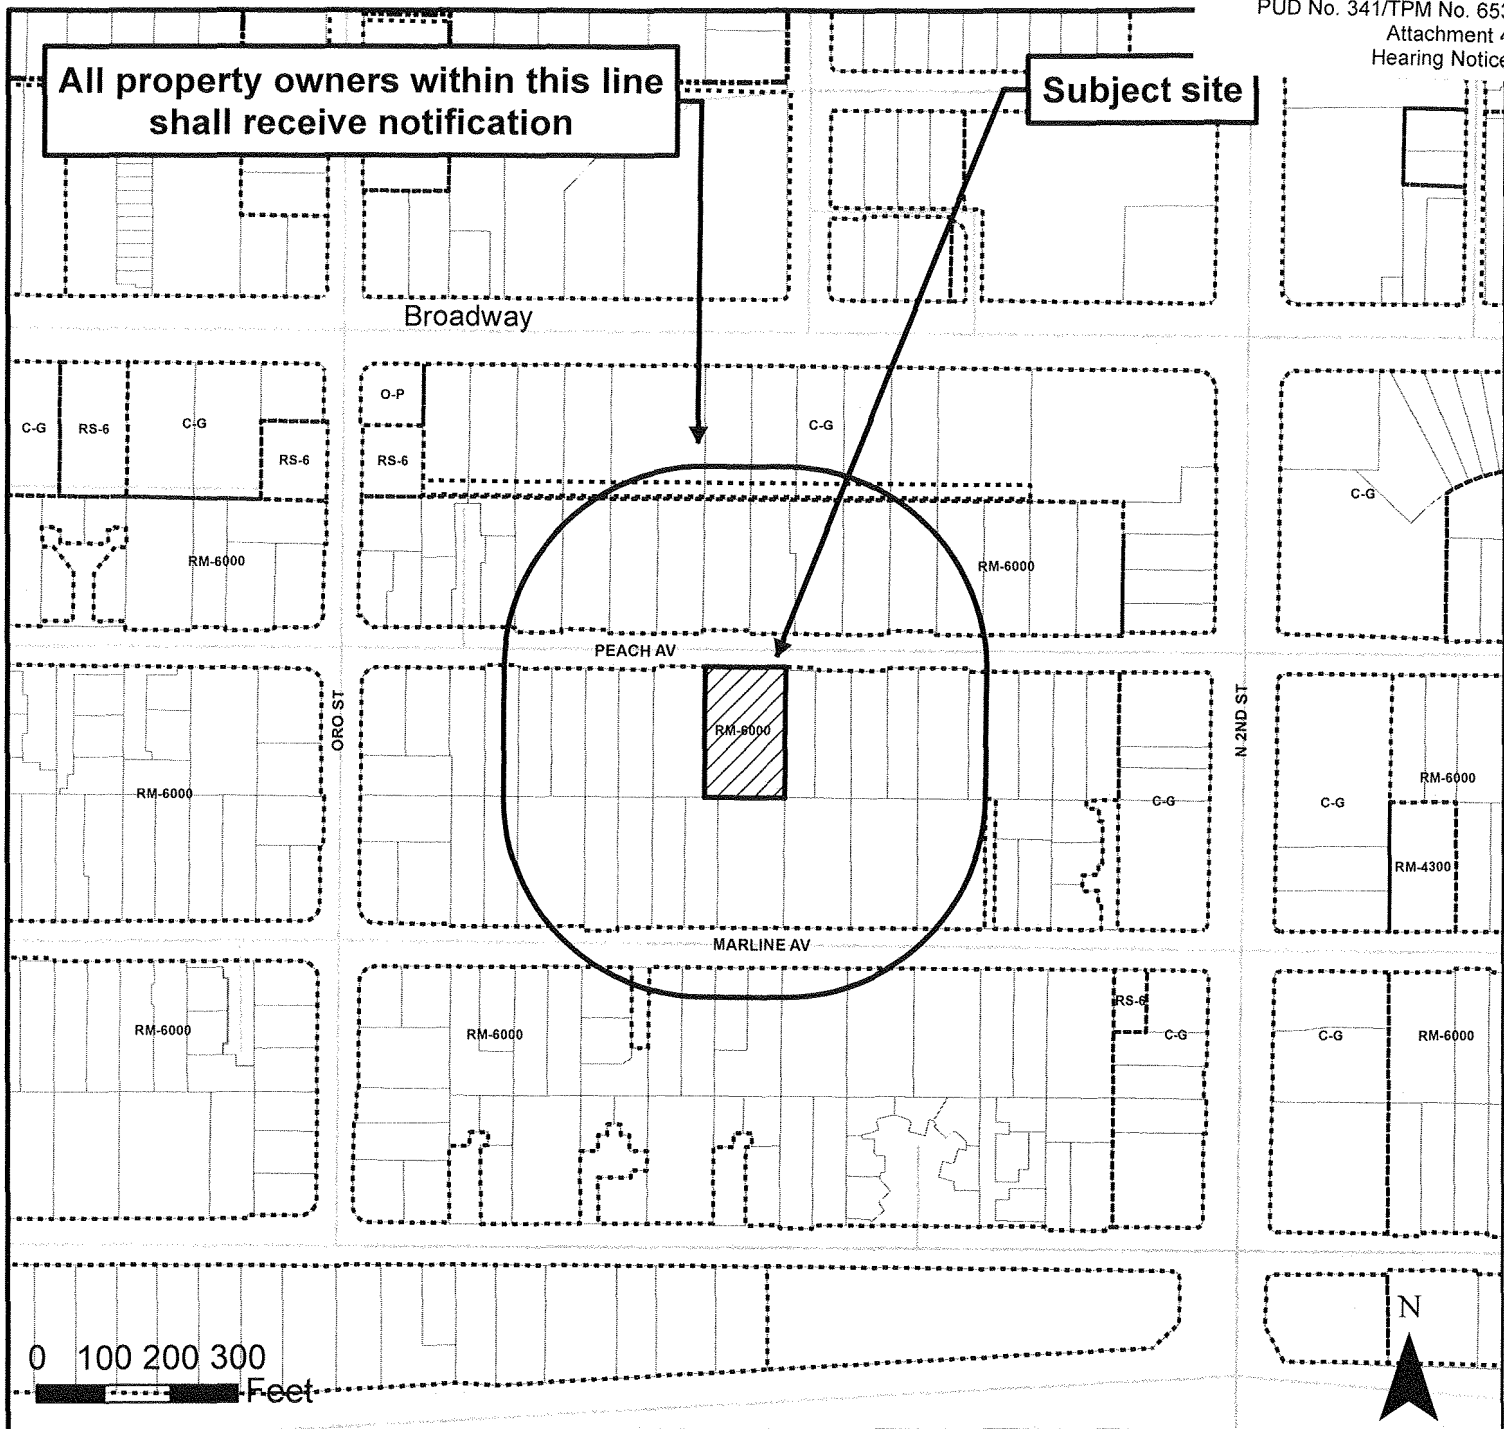 PUD No. 341/TPM No. 653
Attachment 4
Hearing Notice
All property owners within this line
shall receive notification
Subject site
Broadway
O-P
C-G
RS-6
C-G
C-G
RS-6
RS-6
C-G
RM-6000
RM-6000
PEACH AV
ORO ST
N 2ND ST
RM-6000
RM-6000
RM-6000
C-G
C-G
RM-4300
MARLINE AV
RS-6
RM-6000
RM-6000
C-G
C-G
RM-6000
N
0 100 200 300
Feet